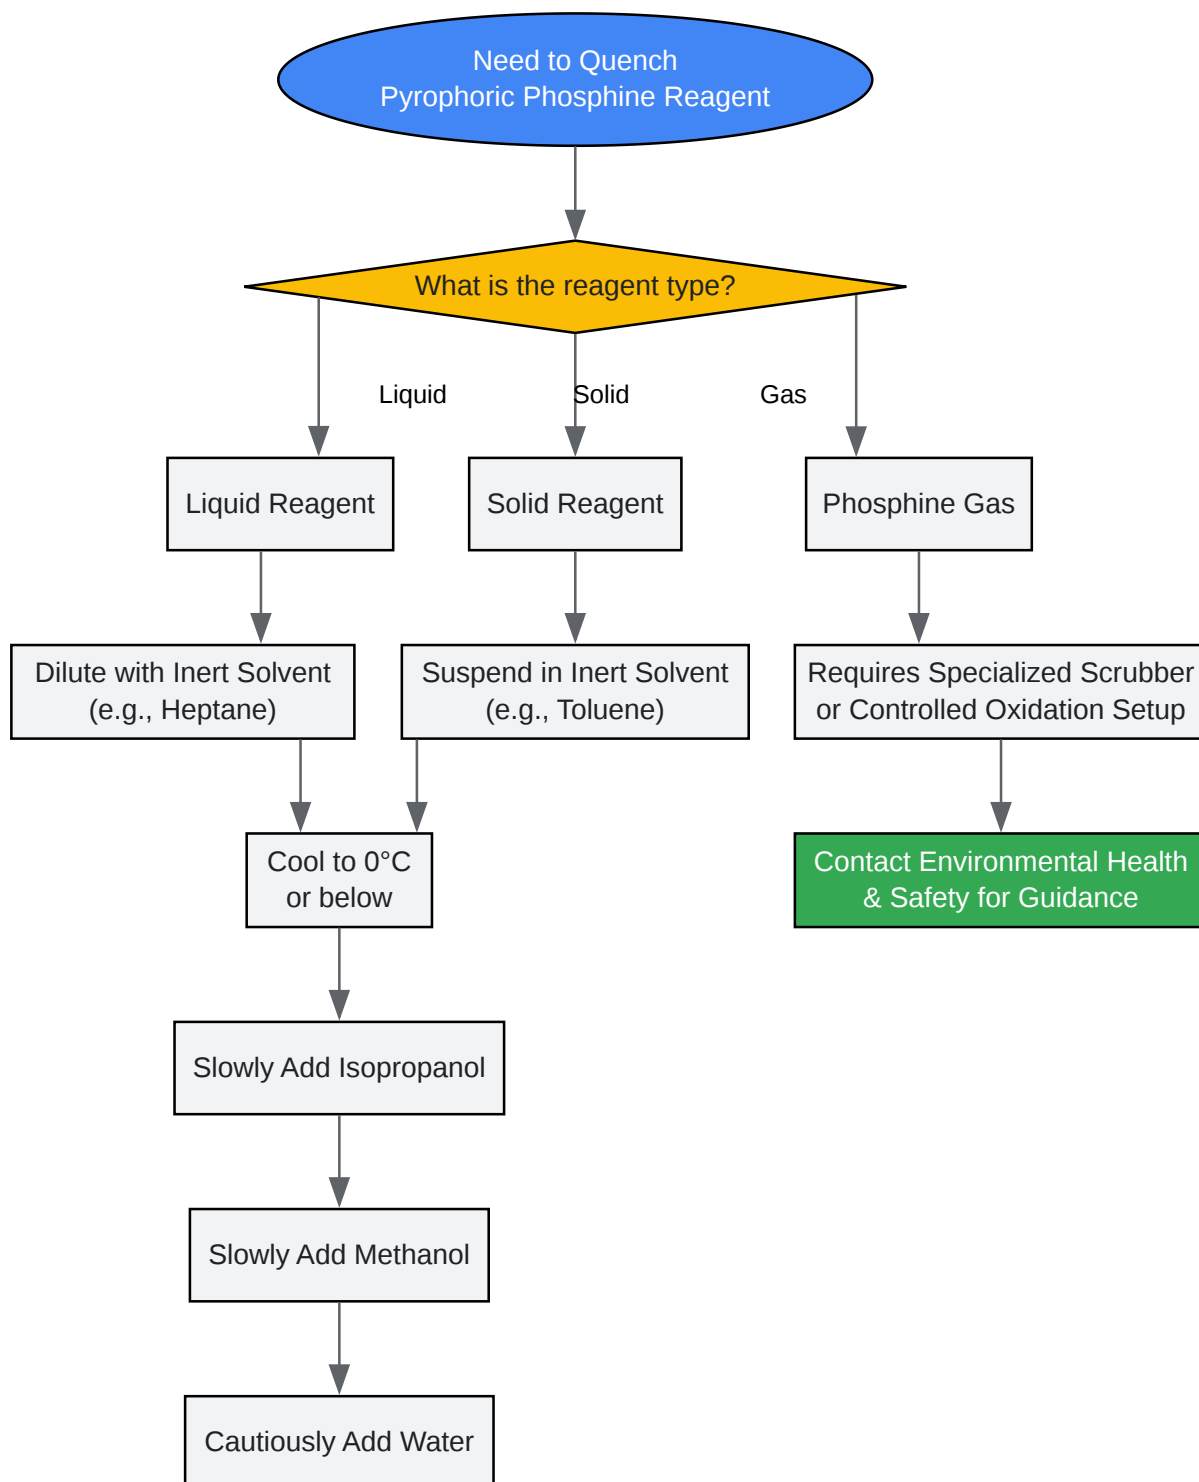 Need to Quench
Pyrophoric Phosphine Reagent
What is the reagent type?
Liquid
Solid
Gas
Liquid Reagent
Solid Reagent
Phosphine Gas
Dilute with Inert Solvent
(e.g., Heptane)
Suspend in Inert Solvent
(e.g., Toluene)
Requires Specialized Scrubber
or Controlled Oxidation Setup
Cool to 0°C
or below
Contact Environmental Health
& Safety for Guidance
Slowly Add Isopropanol
Slowly Add Methanol
Cautiously Add Water